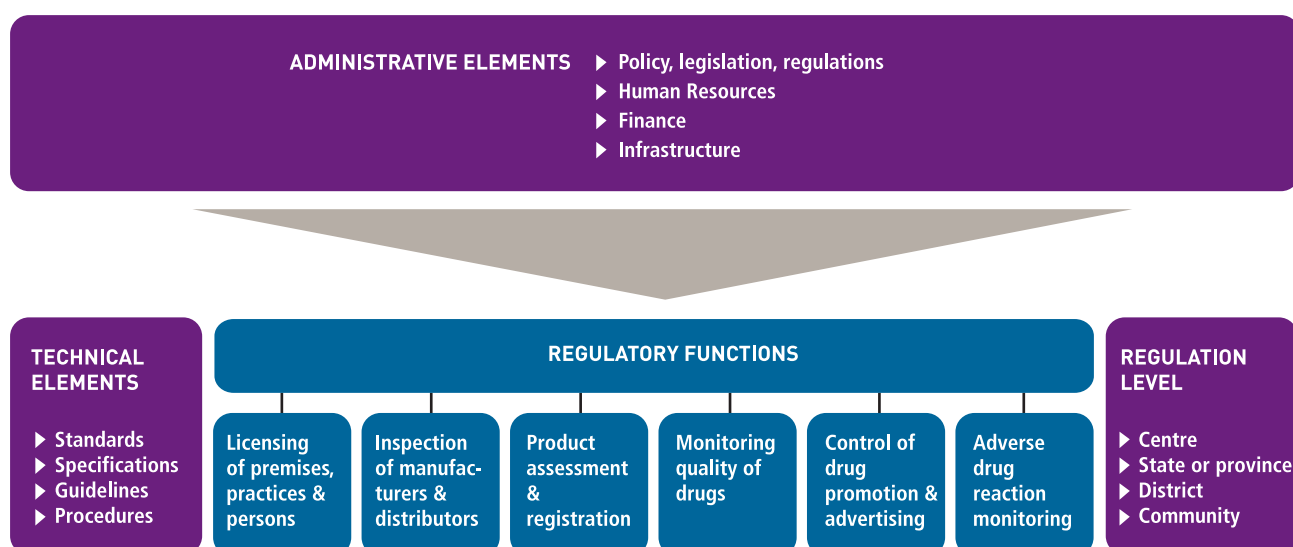 ADMINISTRATIVE ELEMENTS
Policy, legislation, regulations
Human Resources
Finance
Infrastructure
TECHNICAL
ELEMENTS
Standards
Specifications
Guidelines
Procedures
REGULATORY FUNCTIONS
Licensing
of premises,
practices &
persons
Inspection
of manufac-
turers &
distributors
Product
assessment
&
registration
Monitoring
quality of
drugs
Control of
drug
promotion &
advertising
Adverse
drug
reaction
monitoring
REGULATION
LEVEL
Centre
State or province
District
Community